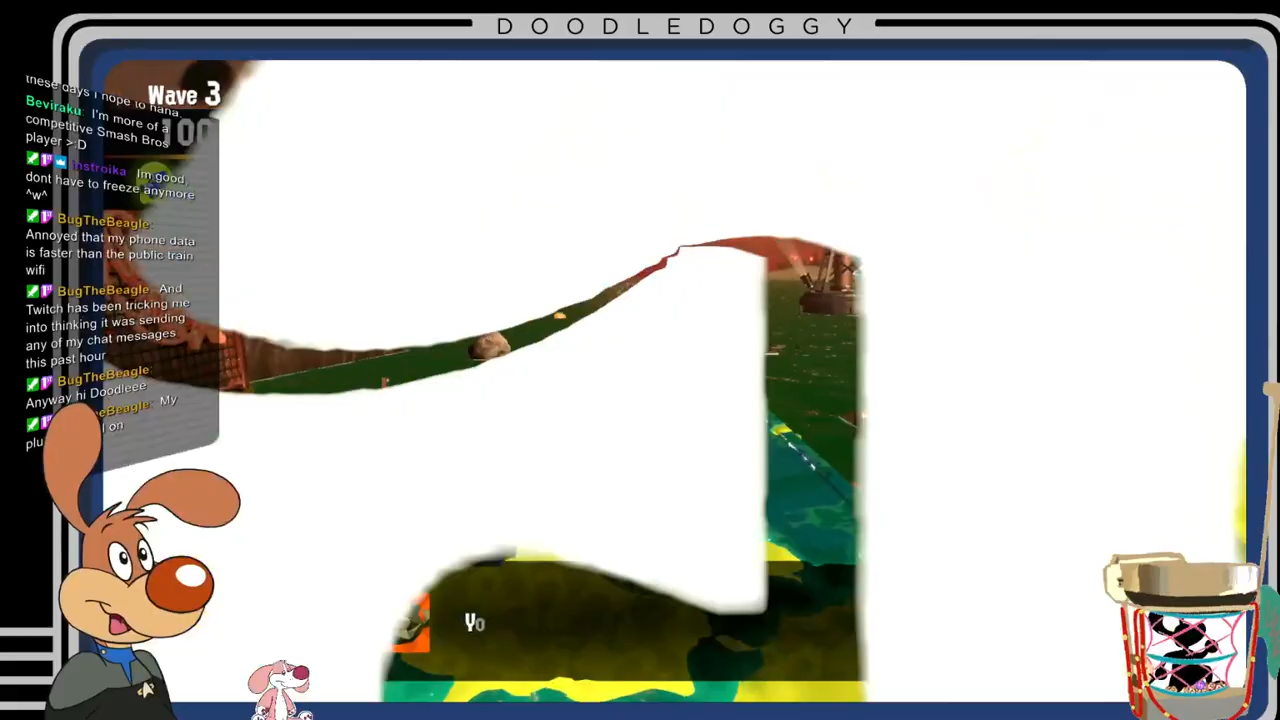 DOODLEDOGGY
Wave 3
100
these days I hope to haha.
Beviraku: I'm more of a
competitive Smash Bros
player >:D
instroika Im good,
dont have to freeze anymore
^w^
BugTheBeagle:
Annoyed that my phone data
is faster than the public train
wifi
BugTheBeagle: And
Twitch has been tricking me
into thinking it was sending
any of my chat messages
this past hour
BugTheBeagle:
Anyway hi Doodleee
Beagle: My
on
Yo